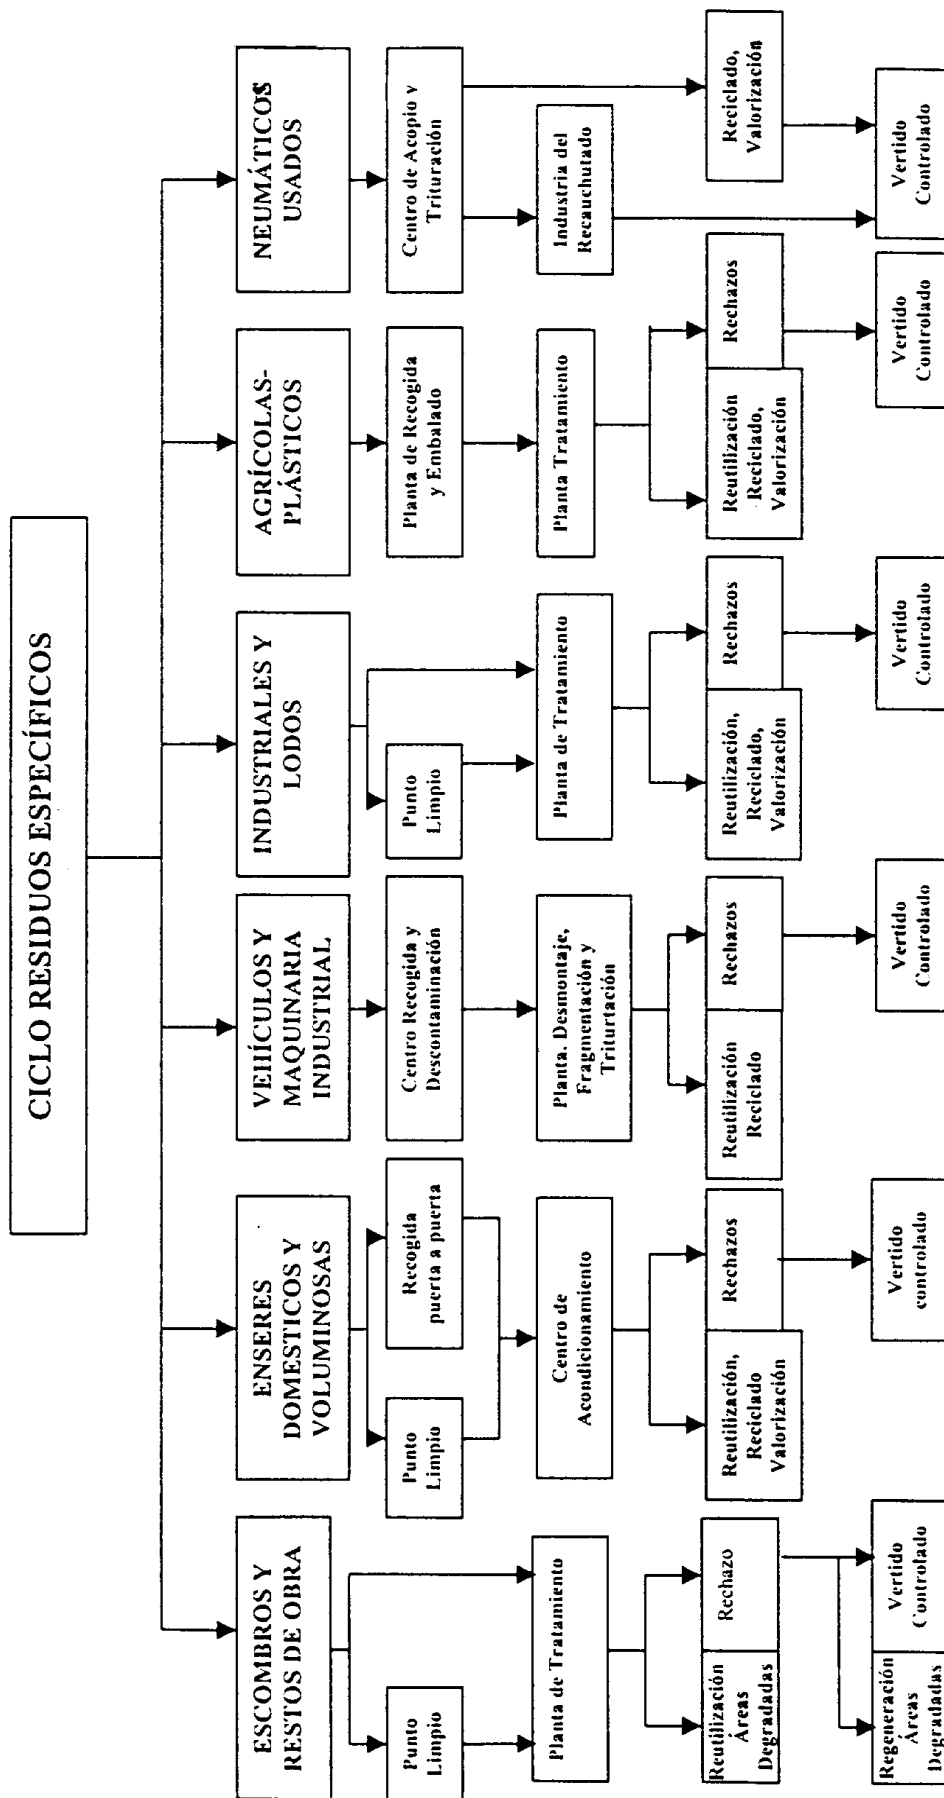 CICLO RESIDUOS ESPECÍFICOS
ESCOMBROS Y
RESTOS DE OBRA
ENSERES
DOMESTICOS Y
VOLUMINOSAS
VEHÍCULOS Y
MAQUINARIA
INDUSTRIAL
INDUSTRIALES Y
LODOS
AGRÍCOLAS-
PLÁSTICOS
NEUMÁTICOS
USADOS
Punto
Limpio
Punto
Limpio
Recogida
puerta a puerta
Centro Recogida y
Descontaminación
Punto
Limpio
Planta de Recogida
y Embalado
Centro de Acopio y
Trituración
Planta de Tratamiento
Centro de
Acondicionamiento
Planta. Desmontaje,
Fragmentación y
Triturtación
Planta de Tratamiento
Planta Tratamiento
Industria del
Recauchutado
Reutilización
Áreas
Degradadas
Rechazo
Reutilización,
Reciclado
Valorización
Rechazos
Reutilización
Reciclado
Rechazos
Reutilización,
Reciclado,
Valorización
Rechazos
Reutilización
Reciclado,
Valorización
Rechazos
Reciclado,
Valorización
Regeneración
Áreas
Degradadas
Vertido
Controlado
Vertido
controlado
Vertido
Controlado
Vertido
Controlado
Vertido
Controlado
Vertido
Controlado